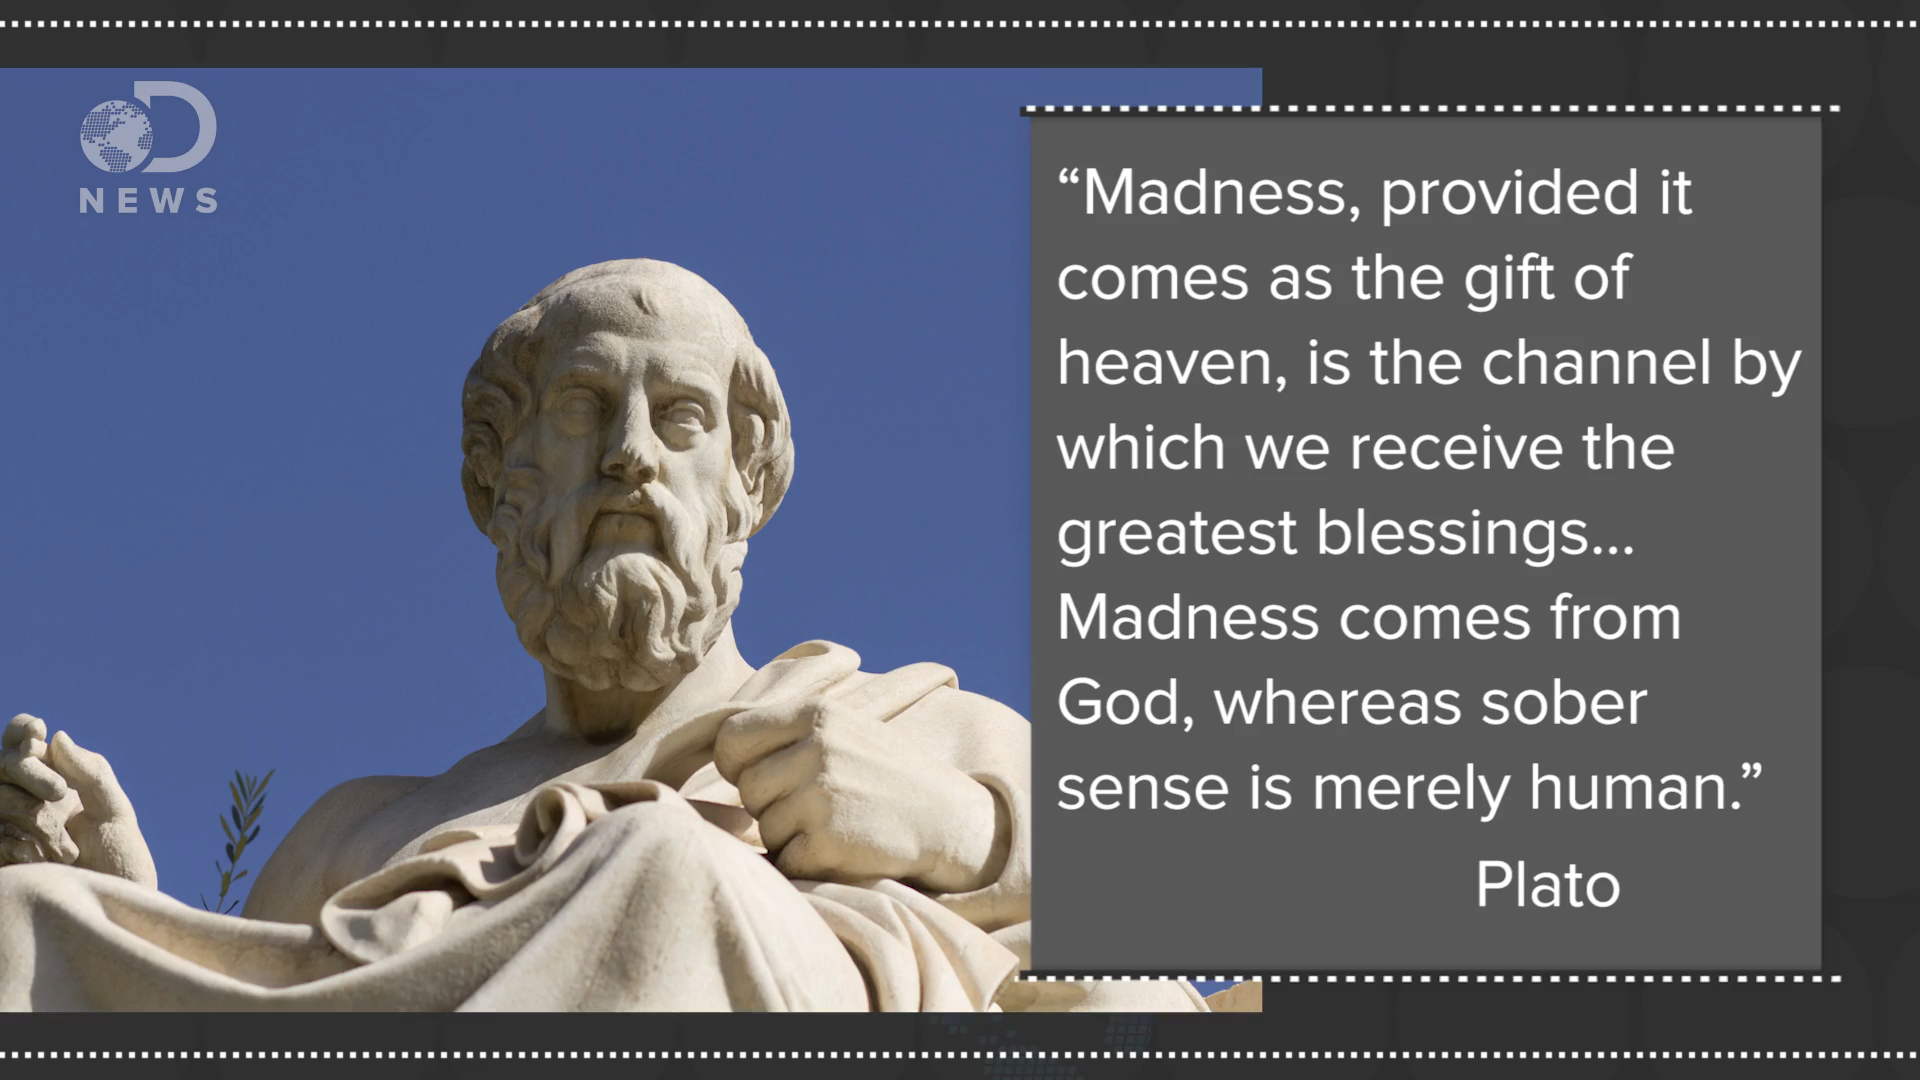 NEWS
“Madness, provided it
comes as the gift of
heaven, is the channel by
which we receive the
greatest blessings...
Madness comes from
God, whereas sober
sense is merely human.”
Plato